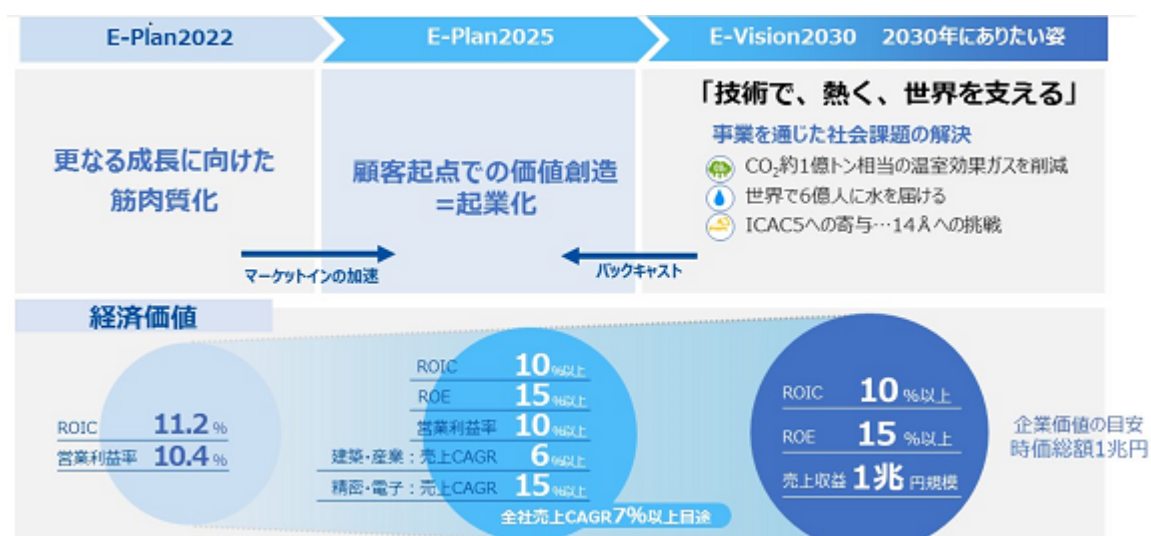 E-Plan2022
E-Plan2025
E-Vision2030 2030年にありたい姿
更なる成長に向けた
筋肉質化
顧客起点での価値創造
=起業化
「技術で、熱く、世界を支える」
事業を通じた社会課題の解決
CO₂約1億トン相当の温室効果ガスを削減
世界で6億人に水を届ける
ICAC5への寄与…14Åへの挑戦
マーケットインの加速
バックキャスト
経済価値
ROIC 11.2 %
営業利益率 10.4 %
ROIC 10 %以上
ROE 15 %以上
営業利益率 10 %以上
建築・産業:売上CAGR 6 %以上
精密・電子:売上CAGR 15 %以上
全社売上CAGR7%以上目途
ROIC 10 %以上
ROE 15 %以上
売上収益 1兆 円規模
企業価値の目安
時価総額1兆円